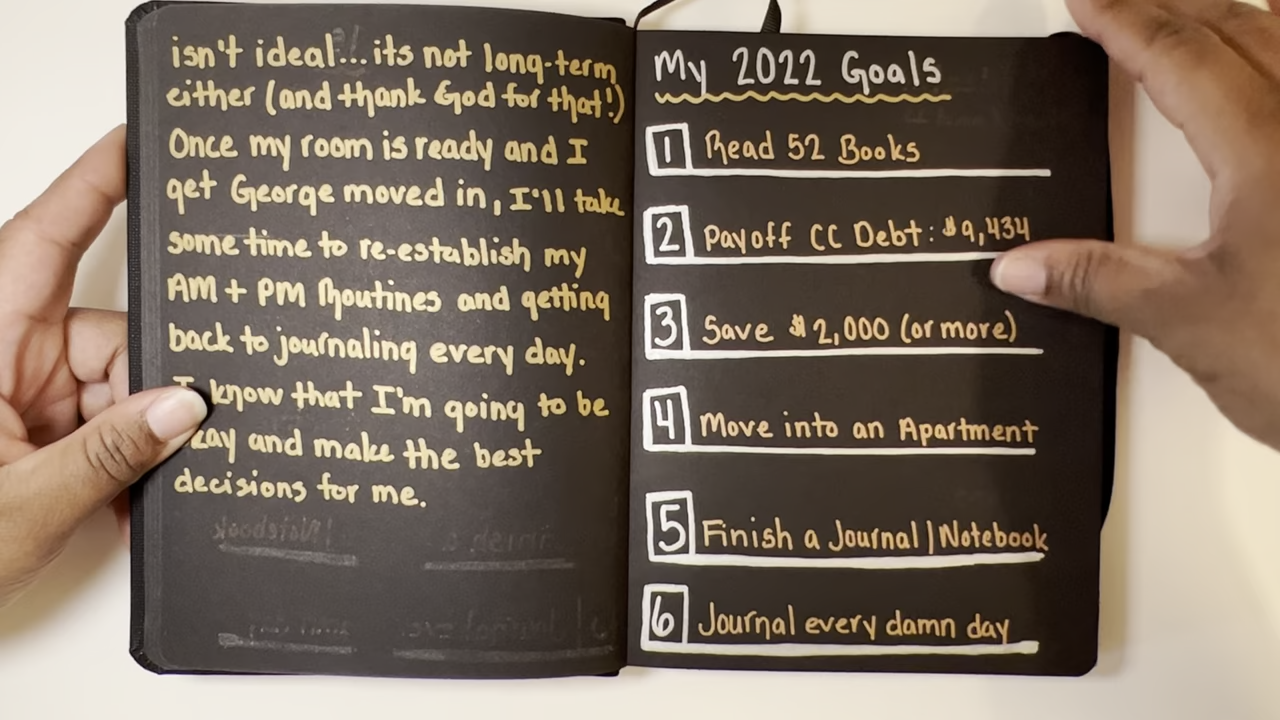 isn't ideal... its not long-term
either (and thank God for that!)
Once my room is ready and I
get George moved in, I'll take
some time to re-establish my
AM + PM Routines and getting
back to journaling every day.
I know that I'm going to be
and make the best
decisions for me.
My 2022 Goals
1 Read 52 Books
2 Payoff CC Debt: $9,434
3 Save $2,000 (or more)
4 Move into an Apartment
5 Finish a Journal | Notebook
6 Journal every damn day